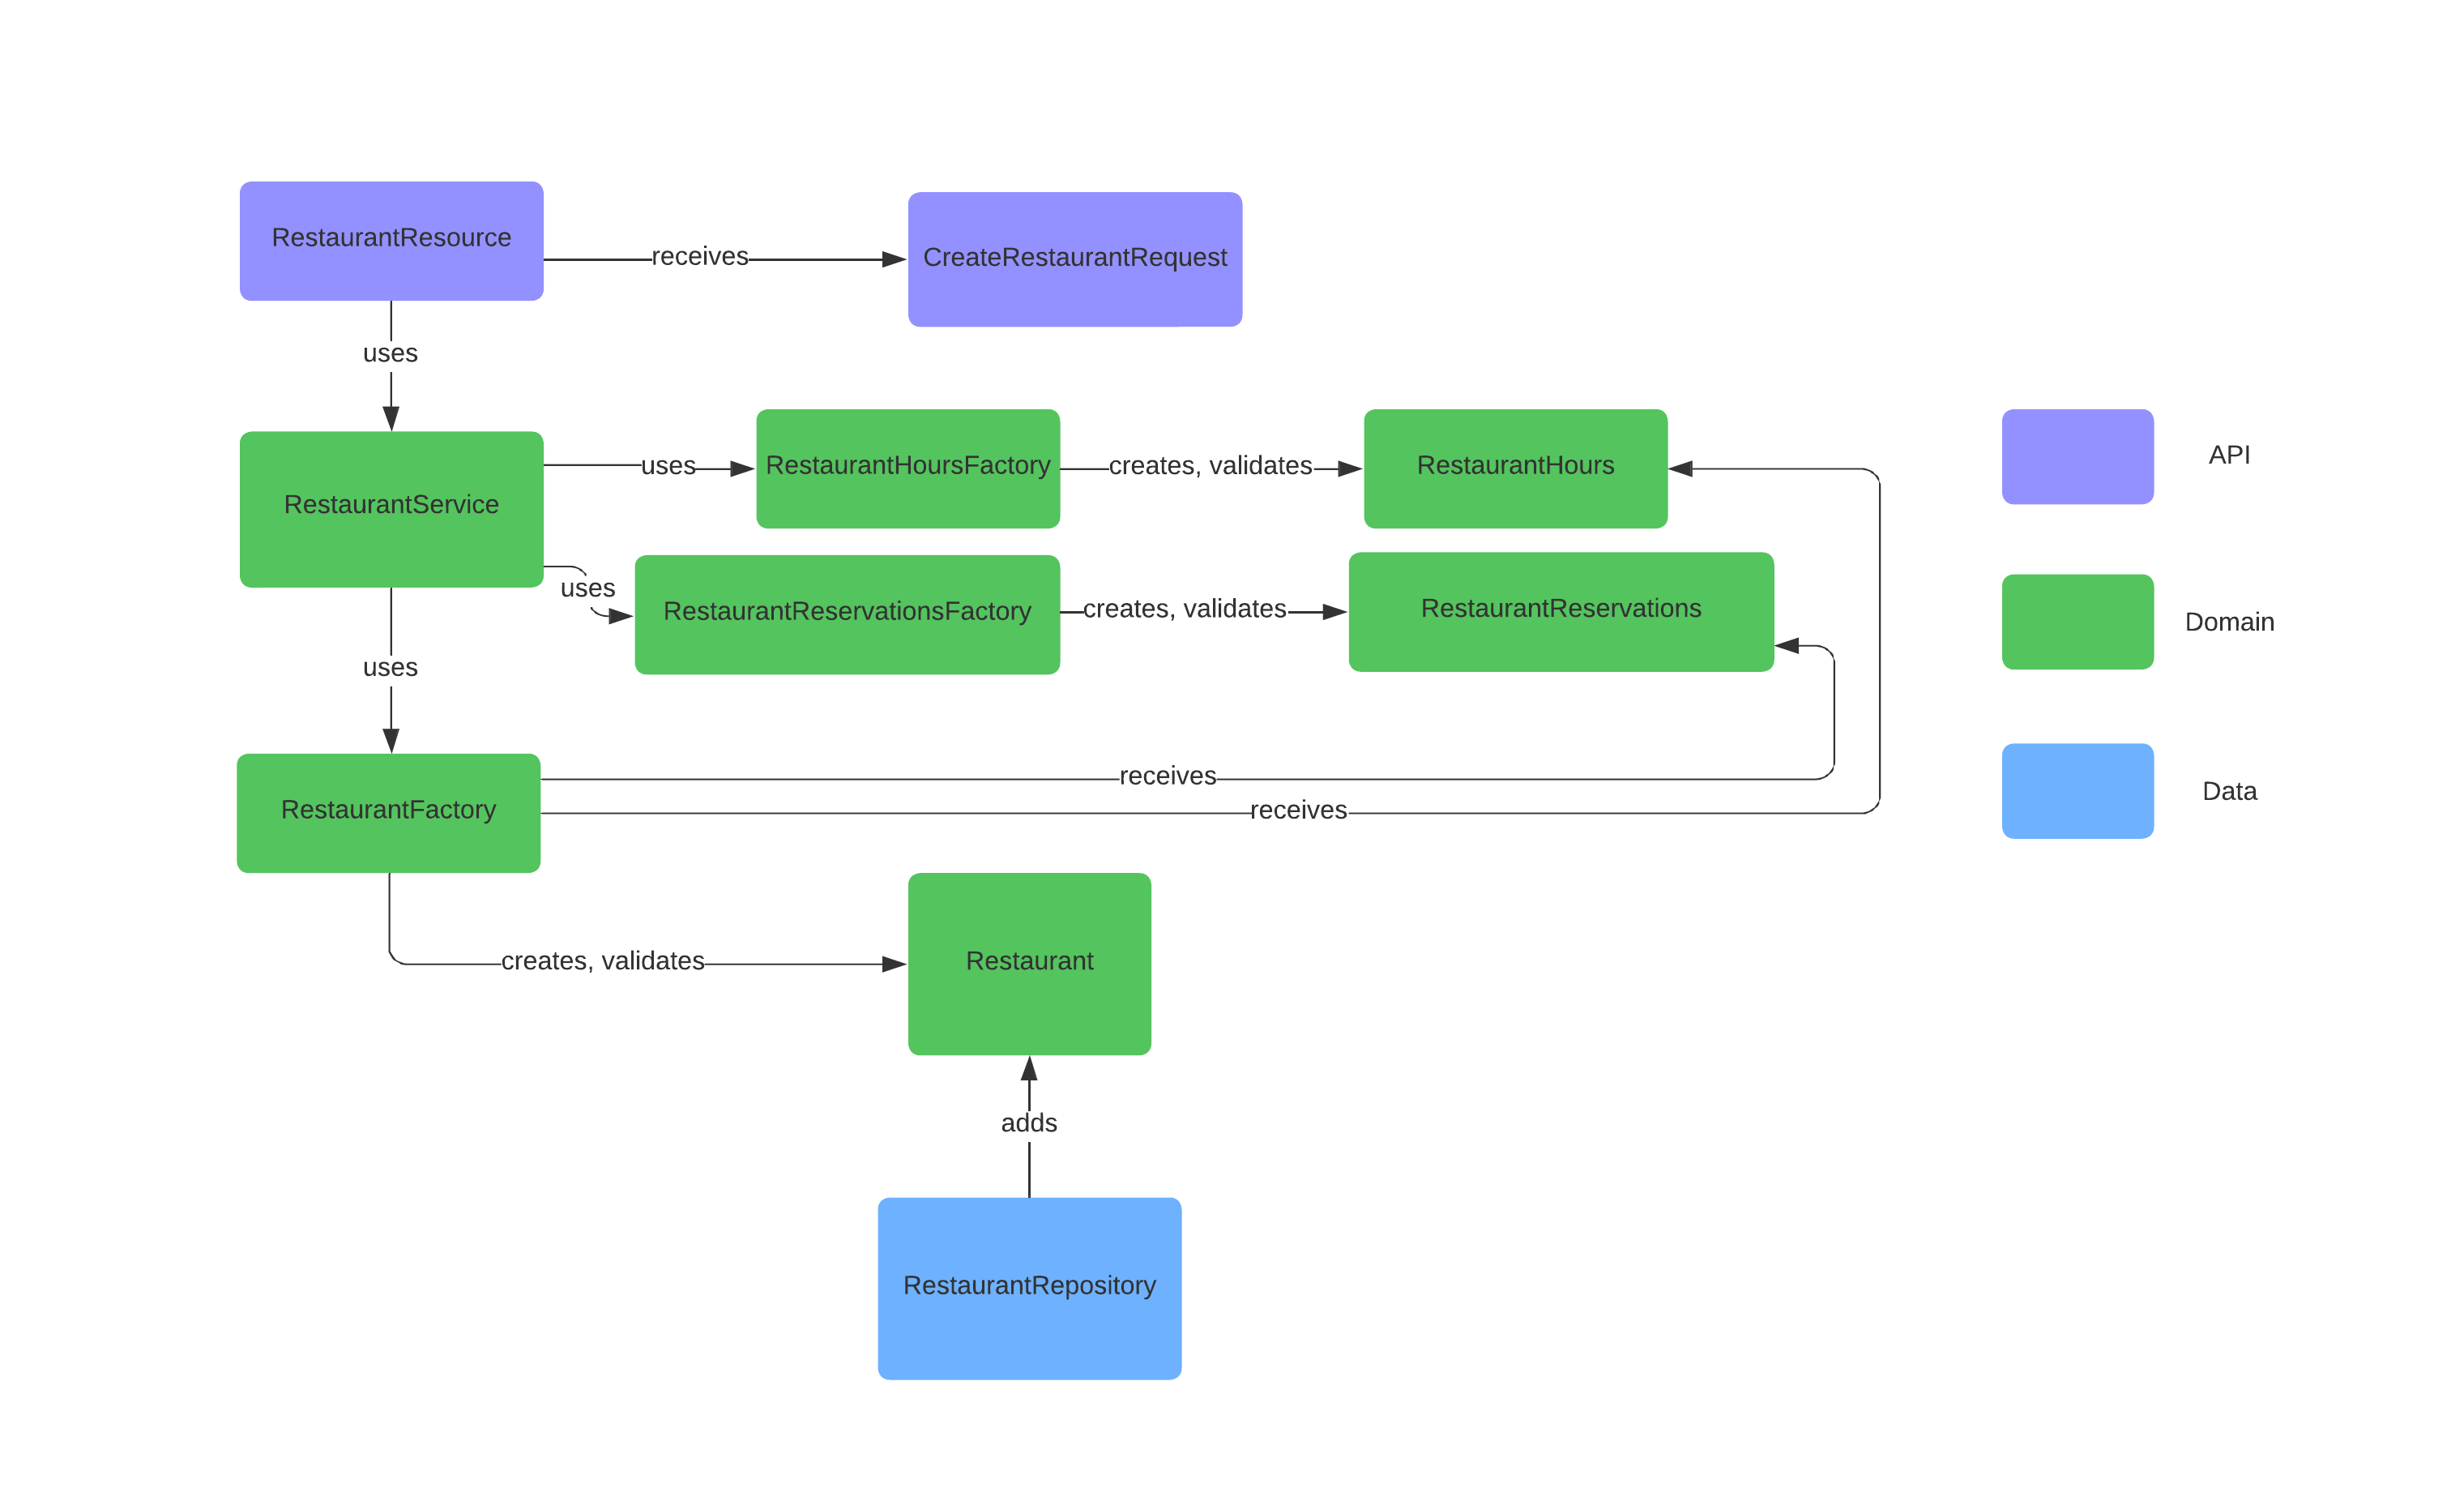 RestaurantResource
receives
CreateRestaurantRequest
uses
RestaurantService
uses
RestaurantHoursFactory
creates, validates
RestaurantHours
uses
RestaurantReservationsFactory
creates, validates
RestaurantReservations
uses
receives
RestaurantFactory
receives
creates, validates
Restaurant
adds
RestaurantRepository
API
Domain
Data